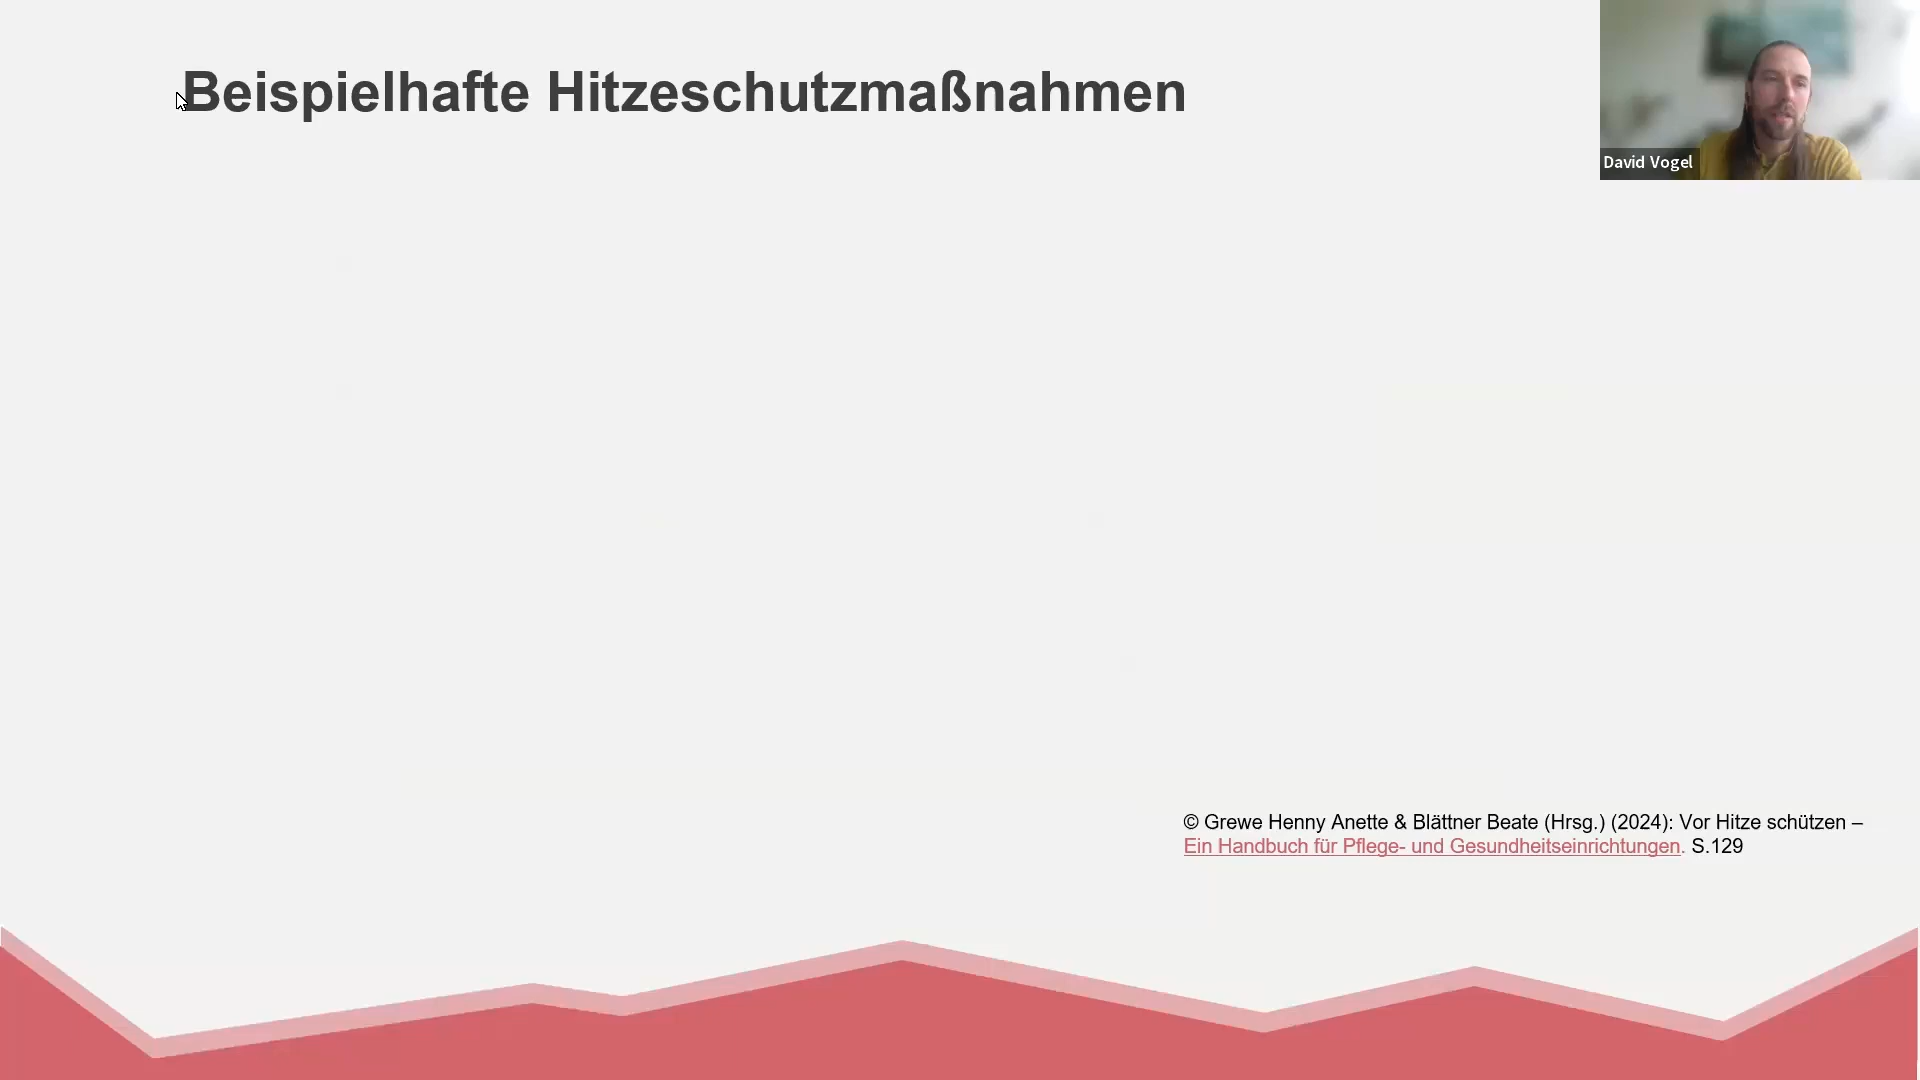 Beispielhafte Hitzeschutzmaßnahmen
David Vogel
© Grewe Henny Anette & Blättner Beate (Hrsg.) (2024): Vor Hitze schützen –
Ein Handbuch für Pflege- und Gesundheitseinrichtungen. S.129